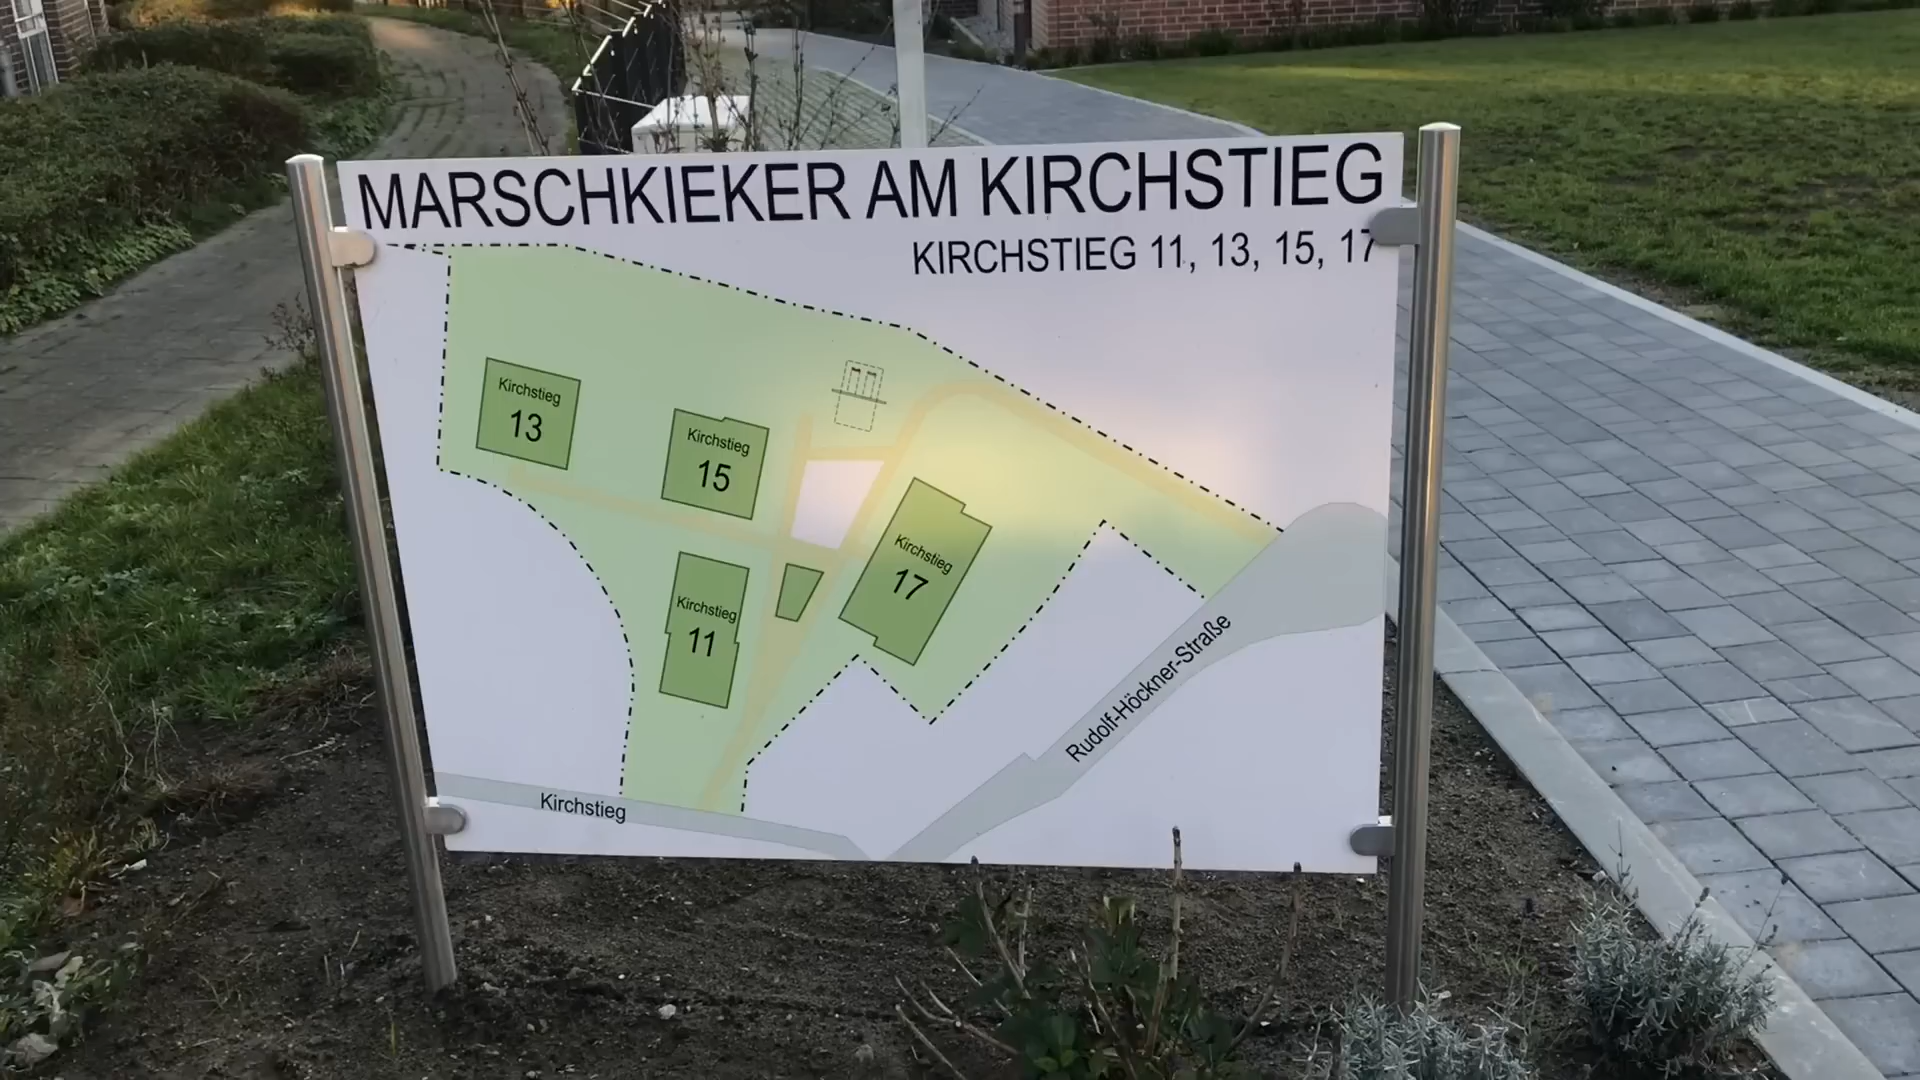 MARSCHKIEKER AM KIRCHSTIEG
KIRCHSTIEG 11, 13, 15, 17
Kirchstieg
13
Kirchstieg
15
Kirchstieg
17
Kirchstieg
11
Rudolf-Höckner-Straße
Kirchstieg